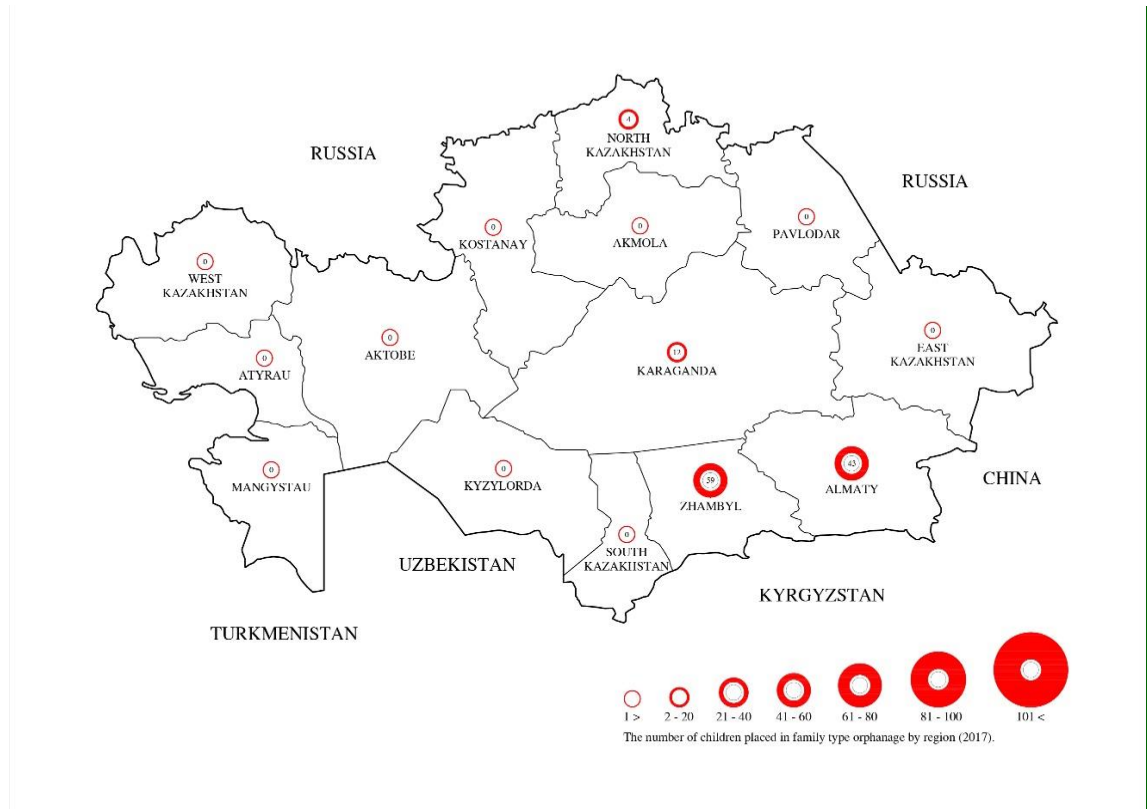 4
NORTH
KAZAKHSTAN
RUSSIA
RUSSIA
0
PAVLODAR
0
KOSTANAY
0
AKMOLA
0
WEST
KAZAKHSTAN
0
AKTOBE
0
EAST
KAZAKHSTAN
0
ATYRAU
12
KARAGANDA
43
ALMATY
0
MANGYSTAU
0
KYZYLORDA
59
ZHAMBYL
CHINA
0
SOUTH
KAZAKHSTAN
UZBEKISTAN
KYRGYZSTAN
TURKMENISTAN
1 > 2 - 20 21 - 40 41 - 60 61 - 80 81 - 100 101 <
The number of children placed in family type orphanage by region (2017).